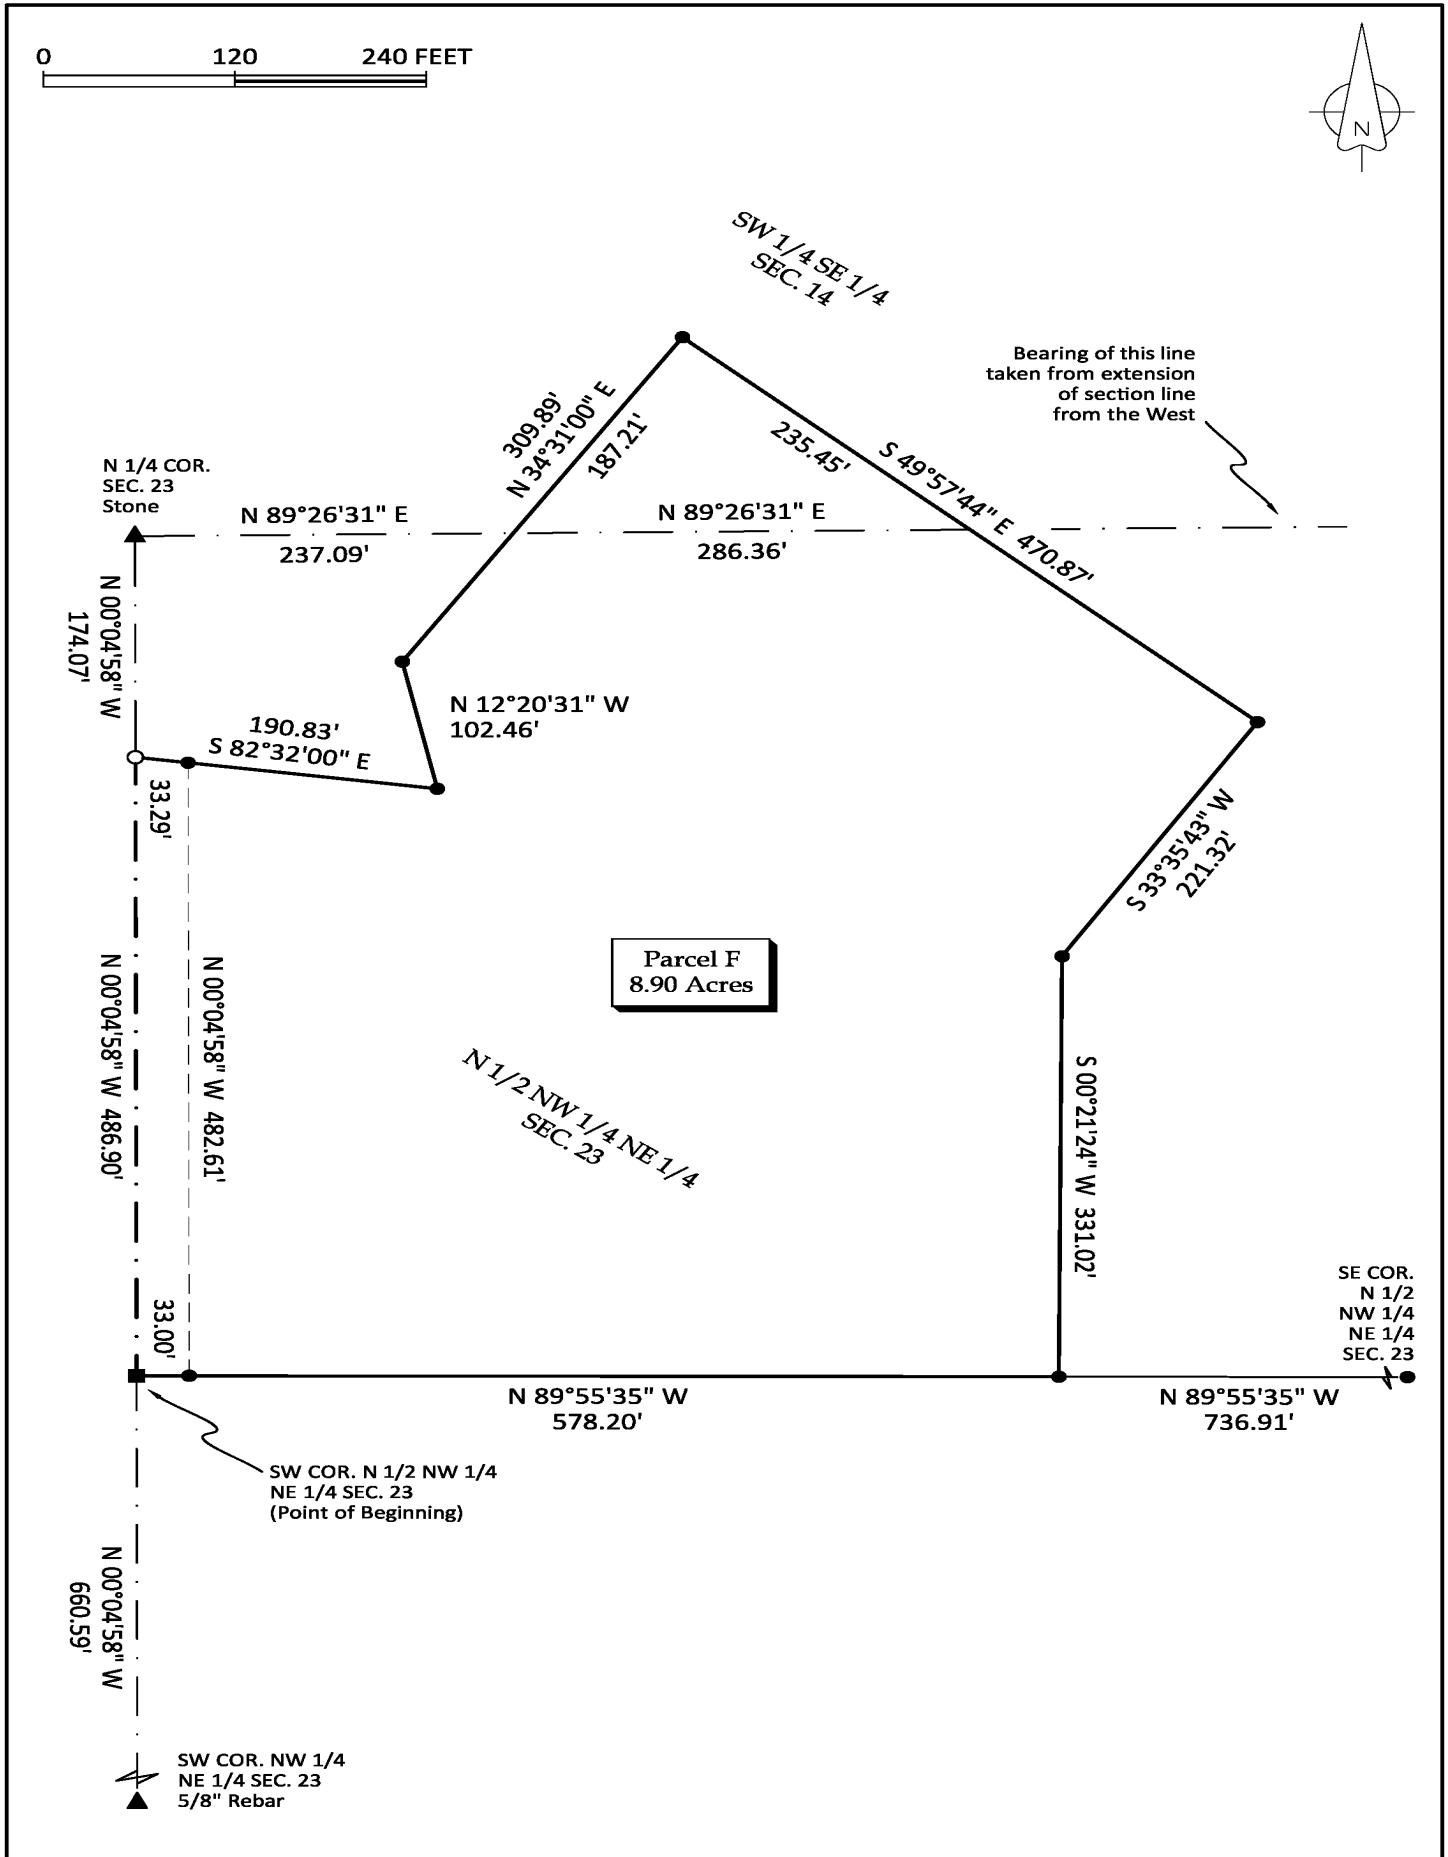 0 120 240 FEET
N
SW 1/4 SE 1/4
SEC. 14
Bearing of this line
taken from extension
of section line
from the West
309.89'
N 34°31'00" E
187.21'
235.45'
S 49°57'44" E 470.87'
N 1/4 COR.
SEC. 23
Stone
N 89°26'31" E
237.09'
N 89°26'31" E
286.36'
N 00°04'58" W
174.07'
N 12°20'31" W
102.46'
190.83'
S 82°32'00" E
33.29'
S 33°35'43" W
221.32'
Parcel F
8.90 Acres
N 00°04'58" W 486.90'
N 00°04'58" W 482.61'
N 1/2 NW 1/4 NE 1/4
SEC. 23
S 00°21'24" W 331.02'
33.00'
SE COR.
N 1/2
NW 1/4
NE 1/4
SEC. 23
N 89°55'35" W
578.20'
N 89°55'35" W
736.91'
SW COR. N 1/2 NW 1/4
NE 1/4 SEC. 23
(Point of Beginning)
N 00°04'58" W
660.59'
SW COR. NW 1/4
NE 1/4 SEC. 23
5/8" Rebar